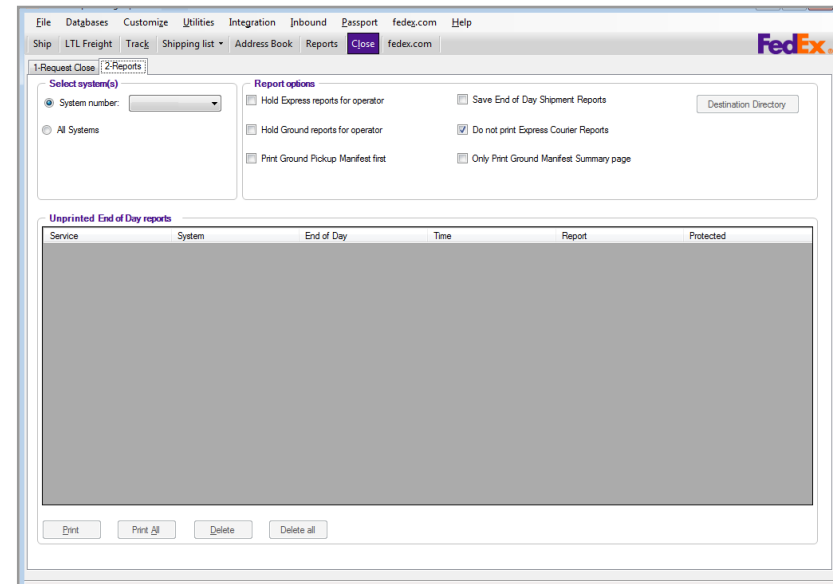 File Databases Customize Utilities Integration Inbound Passport fedex.com Help
Ship LTL Freight Track Shipping list Address Book Reports Close fedex.com FedEx
1-Request Close 2-Reports
Select system(s) Report options
System number: Hold Express reports for operator Save End of Day Shipment Reports Destination Directory
All Systems Hold Ground reports for operator Do not print Express Courier Reports
Print Ground Pickup Manifest first Only Print Ground Manifest Summary page
Unprinted End of Day reports
Service System End of Day Time Report Protected
Print Print All Delete Delete all